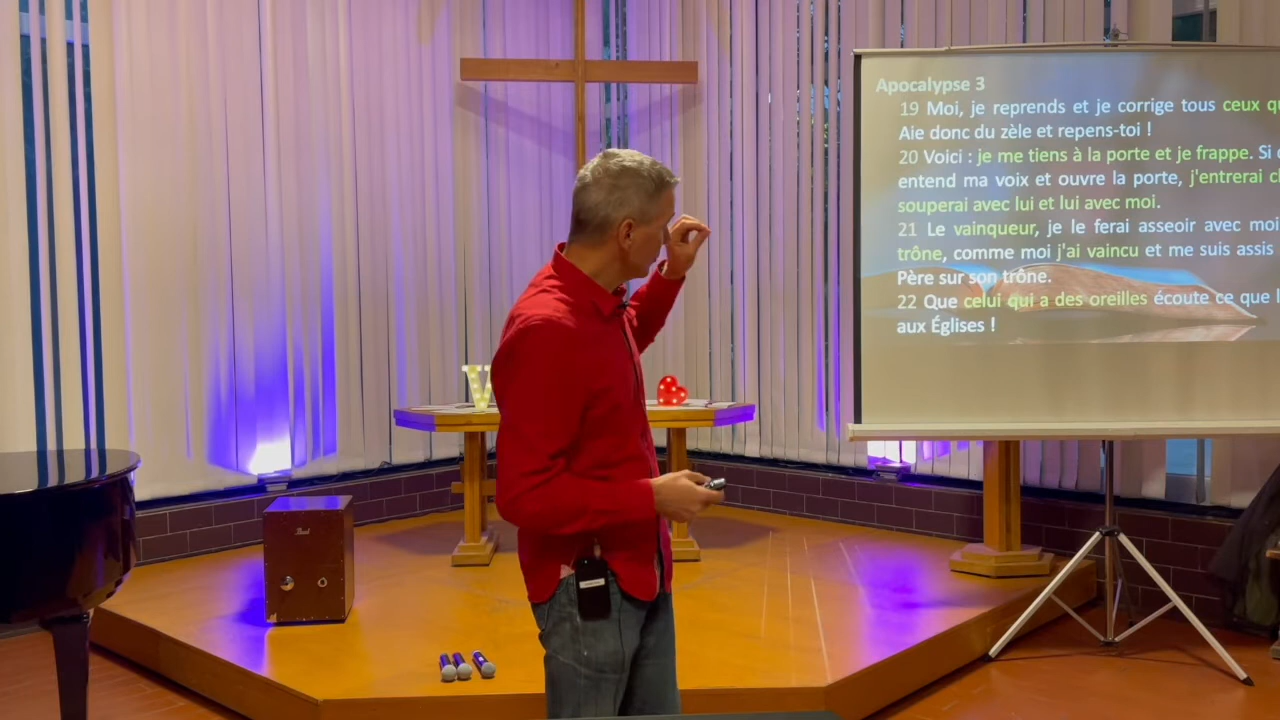 Apocalypse 3
19 Moi, je reprends et je corrige tous ceux
Aie donc du zèle et repens-toi !
20 Voici : je me tiens à la porte et je frappe. Si
entend ma voix et ouvre la porte, j'entrerai
souperai avec lui et lui avec moi.
21 Le vainqueur, je le ferai asseoir avec moi
trône, comme moi j'ai vaincu et me suis assis
Père sur son trône.
22 Que celui qui a des oreilles écoute ce que
aux Églises !
V